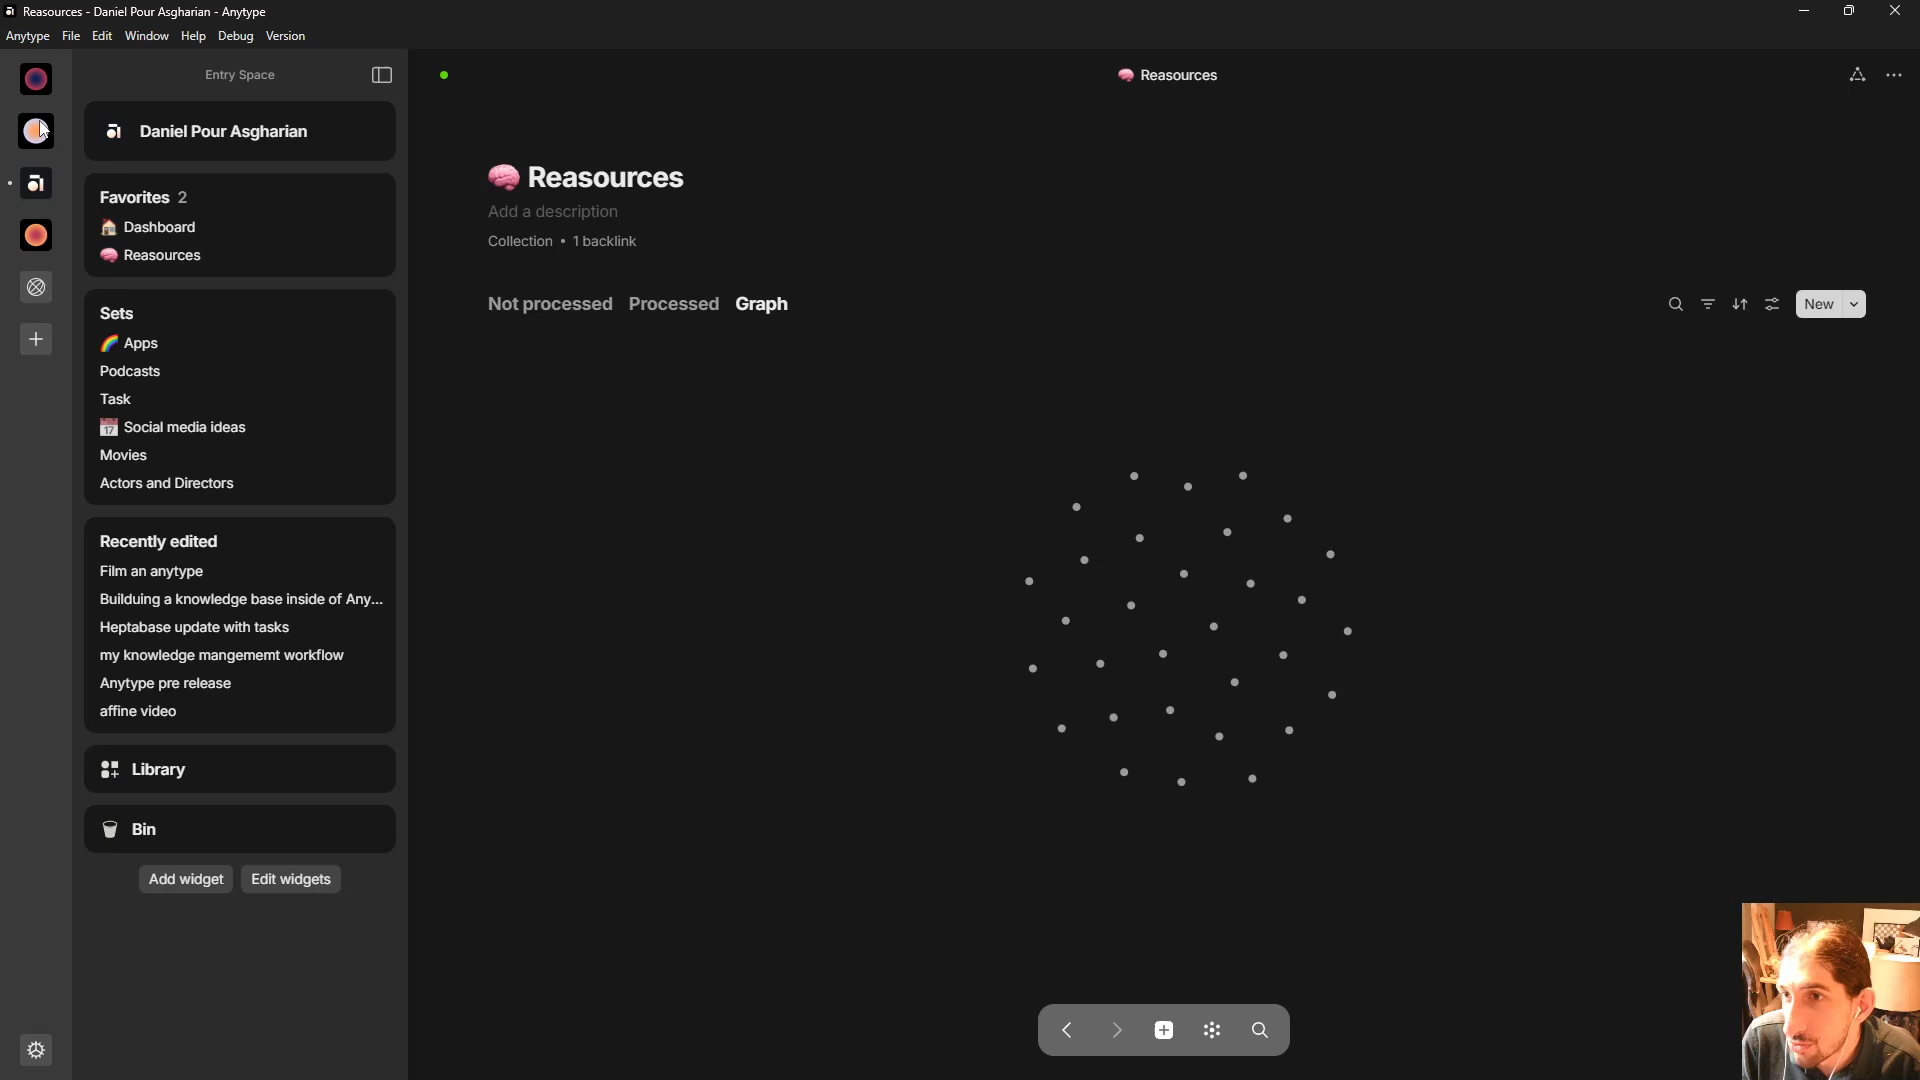 Reasources - Daniel Pour Asgharian - Anytype
Anytype File Edit Window Help Debug Version
Entry Space
Reasources
Daniel Pour Asgharian
Favorites 2
Dashboard
Reasources
Sets
Apps
Podcasts
Task
17 Social media ideas
Movies
Actors and Directors
Recently edited
Film an anytype
Builduing a knowledge base inside of Any...
Heptabase update with tasks
my knowledge mangememt workflow
Anytype pre release
affine video
Library
Bin
Add widget Edit widgets
Reasources
Add a description
Collection • 1 backlink
Not processed Processed Graph
New